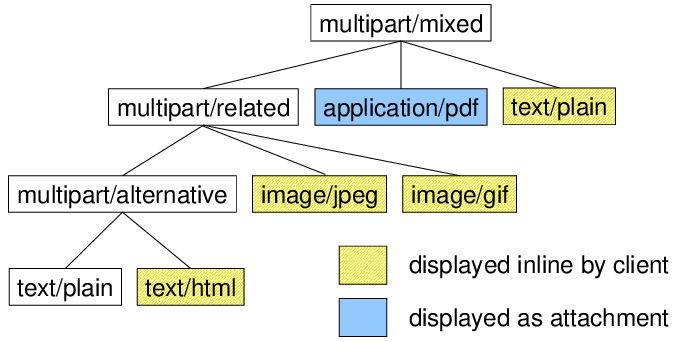 multipart/mixed
multipart/related
application/pdf
text/plain
multipart/alternative
image/jpeg
image/gif
text/plain
text/html
displayed inline by client
displayed as attachment